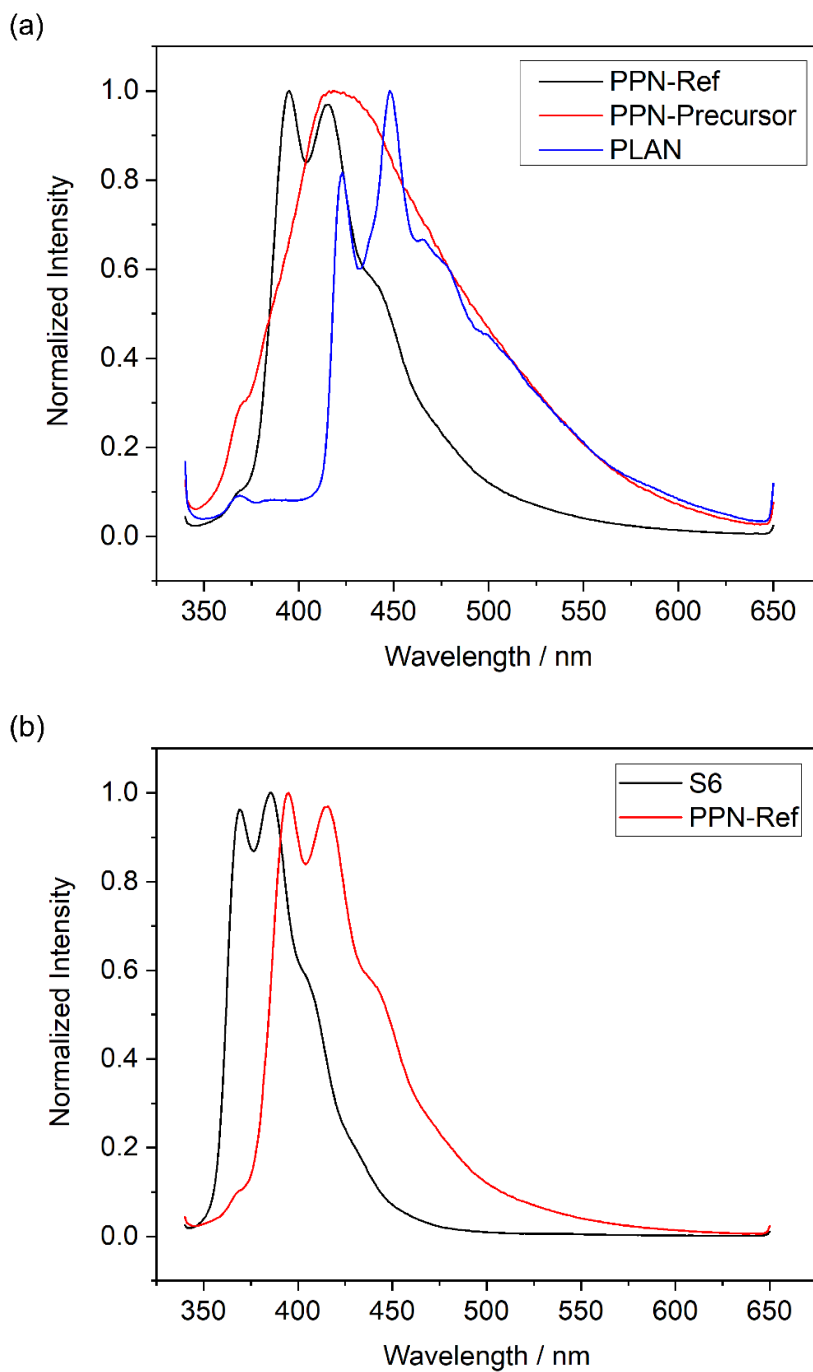 (a)
PPN-Ref
PPN-Precursor
PLAN
1.0
0.8
0.6
0.4
0.2
0.0
Normalized Intensity
350 400 450 500 550 600 650
Wavelength / nm
(b)
S6
PPN-Ref
1.0
0.8
0.6
0.4
0.2
0.0
Normalized Intensity
350 400 450 500 550 600 650
Wavelength / nm